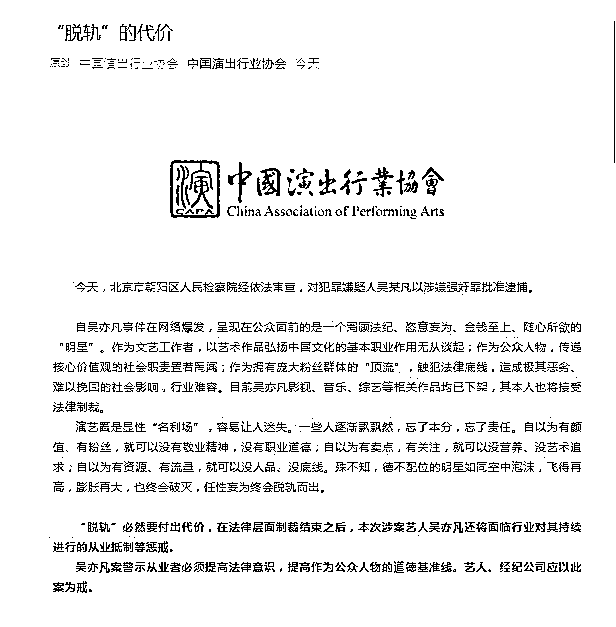 “脱轨”的代价
原创 中国演出行业协会 中国演出行业协会 今天
演
CAPA
中國演出行業協會
China Association of Performing Arts
今天，北京市朝阳区人民检察院经依法审查，对犯罪嫌疑人吴某凡以涉嫌强奸罪批准逮捕。
自吴亦凡事件在网络爆发，呈现在公众面前的是一个罔顾法纪、恣意妄为、金钱至上、随心所欲的
“明星”。作为文艺工作者，以艺术作品弘扬中国文化的基本职业作用无从谈起；作为公众人物，传递
核心价值观的社会职责置若罔闻；作为拥有庞大粉丝群体的“顶流”，触犯法律底线，造成极其恶劣、
难以挽回的社会影响，行业难容。目前吴亦凡影视、音乐、综艺等相关作品均已下架，其本人也将接受
法律制裁。
演艺圈是显性“名利场”，容易让人迷失。一些人逐渐飘飘然，忘了本分，忘了责任。自以为有颜
值、有粉丝，就可以没有敬业精神，没有职业道德；自以为有卖点，有关注，就可以没营养、没艺术追
求；自以为有资源、有流量，就可以没人品、没底线。殊不知，德不配位的明星如同空中泡沫，飞得再
高，膨胀再大，也终会破灭，任性妄为终会脱轨而出。
“脱轨”必然要付出代价，在法律层面制裁结束之后，本次涉案艺人吴亦凡还将面临行业对其持续
进行的从业抵制等惩戒。
吴亦凡案警示从业者必须提高法律意识，提高作为公众人物的道德基准线。艺人、经纪公司应以此
案为戒。